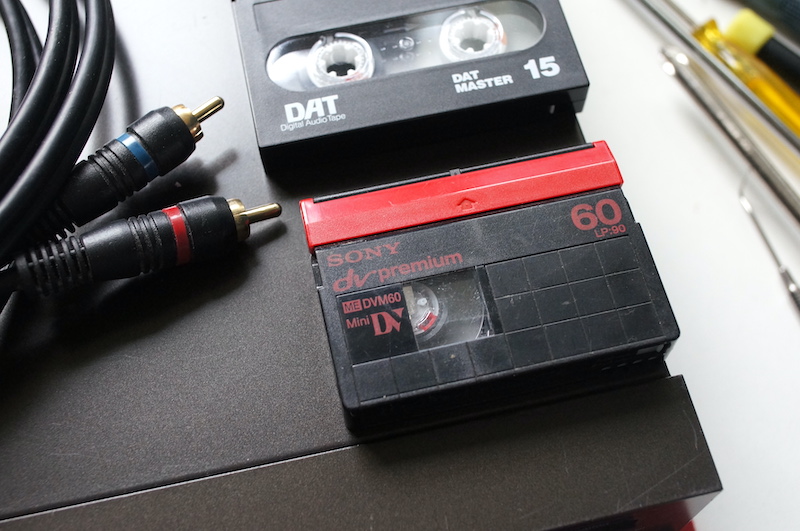 DAT
Digital Audio Tape
DAT
MASTER 15
SONY
dv premium
60
LP:90
ME DVM60
Mini DV